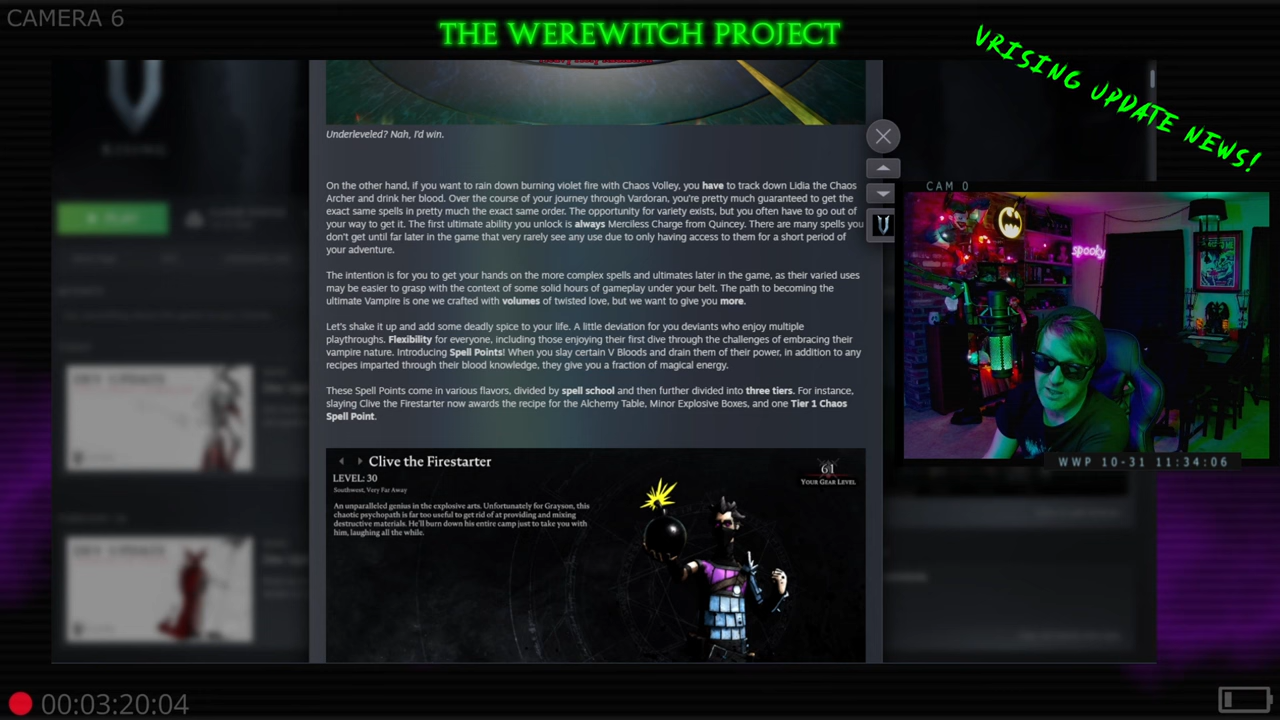 CAMERA 6
THE WEREWITCH PROJECT
VRISING UPDATE NEWS!
Underleveled? Nah, I'd win.
On the other hand, if you want to rain down burning violet fire with Chaos Volley, you have to track down Lidia the Chaos
Archer and drink her blood. Over the course of your journey through Vardoran, you're pretty much guaranteed to get the
exact same spells in pretty much the exact same order. The opportunity for variety exists, but you often have to go out of
your way to get it. The first ultimate ability you unlock is always Merciless Charge from Quincey. There are many spells you
don't get until far later in the game that very rarely see any use due to only having access to them for a short period of
your adventure.
The intention is for you to get your hands on the more complex spells and ultimates later in the game, as their varied uses
may be easier to grasp with the context of some solid hours of gameplay under your belt. The path to becoming the
ultimate Vampire is one we crafted with volumes of twisted love, but we want to give you more.
Let's shake it up and add some deadly spice to your life. A little deviation for you deviants who enjoy multiple
playthroughs. Flexibility for everyone, including those enjoying their first dive through the challenges of embracing their
vampire nature. Introducing Spell Points! When you slay certain V Bloods and drain them of their power, in addition to any
recipes imparted through their blood knowledge, they give you a fraction of magical energy.
These Spell Points come in various flavors, divided by spell school and then further divided into three tiers. For instance,
slaying Clive the Firestarter now awards the recipe for the Alchemy Table, Minor Explosive Boxes, and one Tier 1 Chaos
Spell Point.
Clive the Firestarter
LEVEL: 30
Southwest, Very Far Away
An unparalleled genius in the explosive arts. Unfortunately for Grayson, this
chaotic psychopath is far too useful to get rid of at providing and mixing
destructive materials. He'll burn down his entire camp just to take you with
him, laughing all the while.
61
YOUR GEAR LEVEL
CAM 0
spooky
WWP 10-31 11:34:06
00:03:20:04